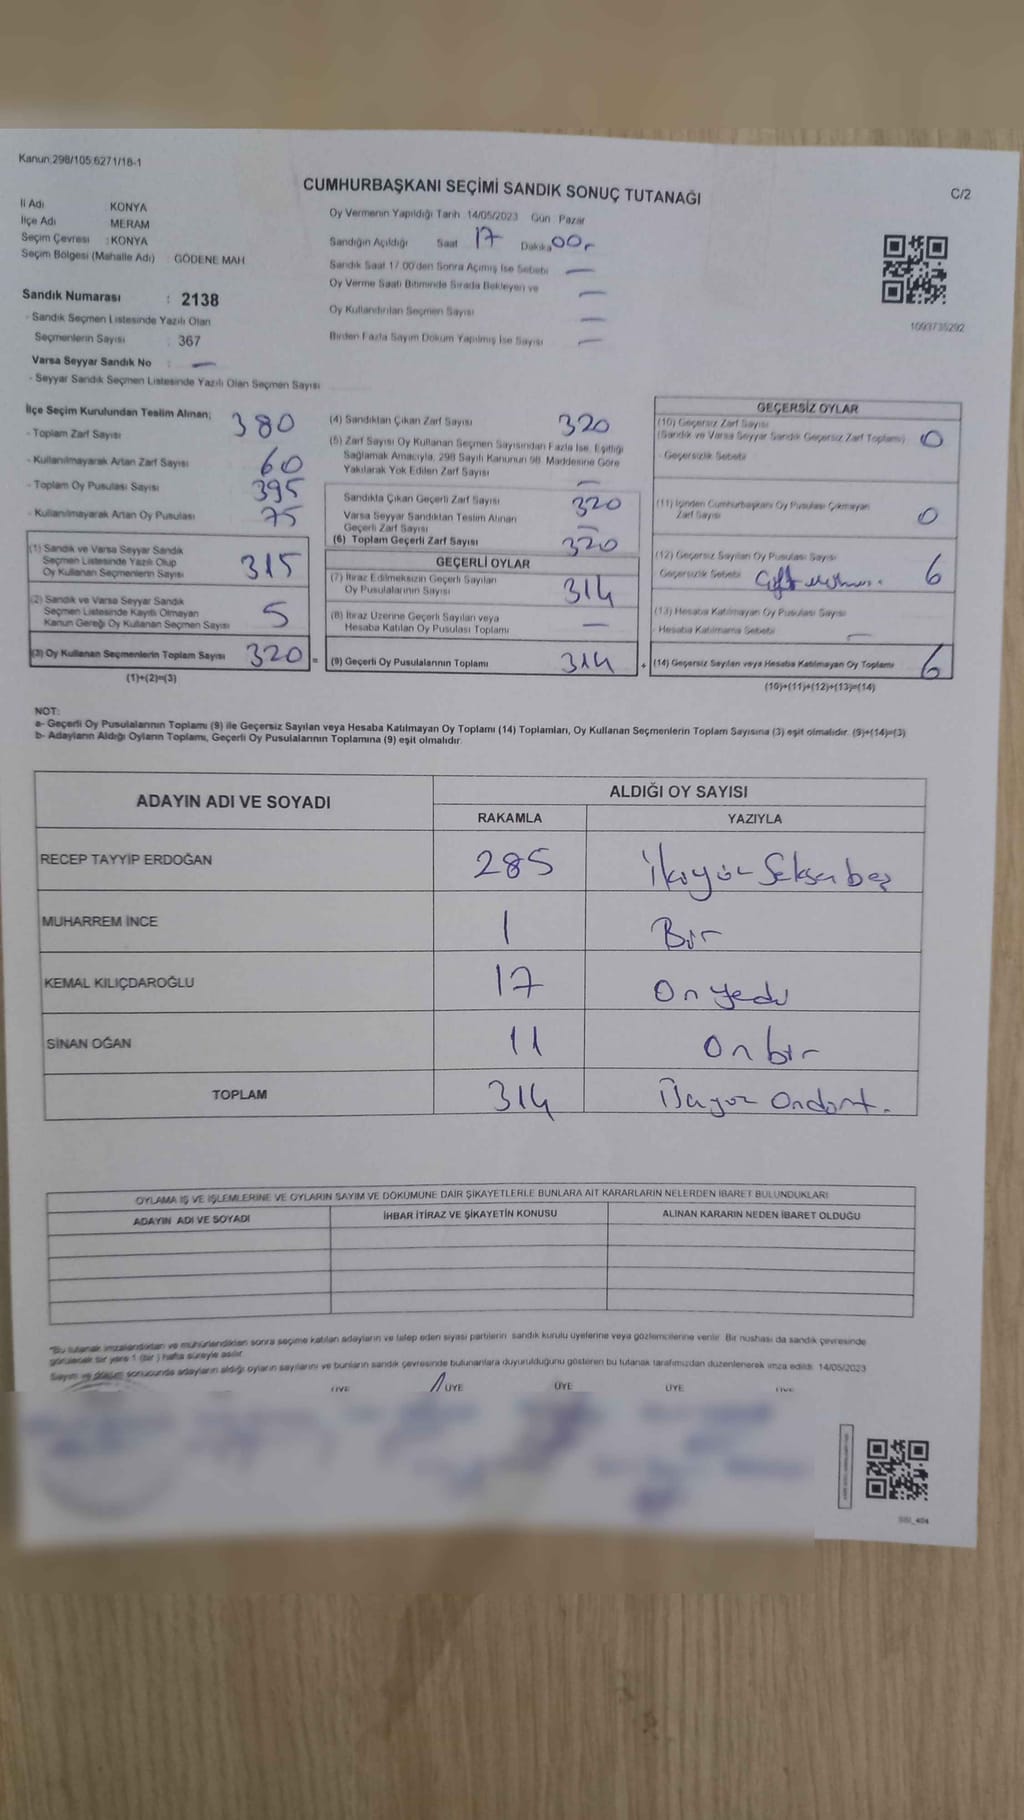 Kanun:298/105:6271/18-1
CUMHURBAŞKANI SEÇİMİ SANDIK SONUÇ TUTANAĞI
C/2
İl Adı KONYA
İlçe Adı MERAM
Seçim Çevresi : KONYA
Seçim Bölgesi (Mahalle Adı) : GÖDENE MAH.
Oy Vermenin Yapıldığı Tarih :14/05/2023 Gün : Pazar
Sandığın Açıldığı Saat 17 Dakika 00
Sandık Saat 17.00'den Sonra Açımış İse Sebebi —
Oy Verme Saati Bitiminde Sırada Bekleyen ve —
Oy Kullandırılan Seçmen Sayısı —
Birden Fazla Sayım Döküm Yapılmış İse Sayısı —
1093735292
Sandık Numarası : 2138
- Sandık Seçmen Listesinde Yazılı Olan
Seçmenlerin Sayısı : 367
Varsa Seyyar Sandık No : —
- Seyyar Sandık Seçmen Listesinde Yazılı Olan Seçmen Sayısı
İlçe Seçim Kurulundan Teslim Alınan;
- Toplam Zarf Sayısı 380
- Kullanılmayarak Artan Zarf Sayısı 60
- Toplam Oy Pusulası Sayısı 395
- Kullanılmayarak Artan Oy Pusulası 75
(1) Sandık ve Varsa Seyyar Sandık
Seçmen Listesinde Yazılı Olup
Oy Kullanan Seçmenlerin Sayısı 315
(2) Sandık ve Varsa Seyyar Sandık
Seçmen Listesinde Kayıtlı Olmayan
Kanun Gereği Oy Kullanan Seçmen Sayısı 5
(3) Oy Kullanan Seçmenlerin Toplam Sayısı 320 =
(1)+(2)=(3)
(4) Sandıktan Çıkan Zarf Sayısı 320
(5) Zarf Sayısı Oy Kullanan Seçmen Sayısından Fazla İse, Eşitliği
Sağlamak Amacıyla, 298 Sayılı Kanunun 98. Maddesine Göre
Yakılarak Yok Edilen Zarf Sayısı —
Sandıkta Çıkan Geçerli Zarf Sayısı 320
Varsa Seyyar Sandıktan Teslim Alınan
Geçerli Zarf Sayısı —
(6) Toplam Geçerli Zarf Sayısı 320
GEÇERLİ OYLAR
(7) İtiraz Edilmeksizin Geçerli Sayılan
Oy Pusulalarının Sayısı 314
(8) İtiraz Üzerine Geçerli Sayılan veya
Hesaba Katılan Oy Pusulası Toplamı —
(9) Geçerli Oy Pusulalarının Toplamı 314 +
GEÇERSİZ OYLAR
(10) Geçersiz Zarf Sayısı
(Sandık ve Varsa Seyyar Sandık Geçersiz Zarf Toplamı) 0
- Geçersizlik Sebebi
(11) İçinden Cumhurbaşkanı Oy Pusulası Çıkmayan
Zarf Sayısı 0
(12) Geçersiz Sayılan Oy Pusulası Sayısı 6
Geçersizlik Sebebi Çift
(13) Hesaba Katılmayan Oy Pusulası Sayısı
- Hesaba Katılmama Sebebi —
(14) Geçersiz Sayılan veya Hesaba Katılmayan Oy Toplamı 6
(10)+(11)+(12)+(13)=(14)
NOT:
a- Geçerli Oy Pusulalarının Toplamı (9) ile Geçersiz Sayılan veya Hesaba Katılmayan Oy Toplamı (14) Toplamları, Oy Kullanan Seçmenlerin Toplam Sayısına (3) eşit olmalıdır. (9)+(14)=(3)
b- Adayların Aldığı Oyların Toplamı, Geçerli Oy Pusulalarının Toplamına (9) eşit olmalıdır.
ADAYIN ADI VE SOYADI
ALDIĞI OY SAYISI
RAKAMLA YAZIYLA
RECEP TAYYİP ERDOĞAN 285 İkiyüz Seksenbeş
MUHARREM İNCE 1 Bir
KEMAL KILIÇDAROĞLU 17 Onyedi
SİNAN OĞAN 11 Onbir
TOPLAM 314 Üçyüz Ondört.
OYLAMA İŞ VE İŞLEMLERİNE VE OYLARIN SAYIM VE DÖKÜMÜNE DAİR ŞİKAYETLERLE BUNLARA AİT KARARLARIN NELERDEN İBARET BULUNDUKLARI
ADAYIN ADI VE SOYADI İHBAR İTİRAZ VE ŞİKAYETİN KONUSU ALINAN KARARIN NEDEN İBARET OLDUĞU
"Bu tutanak imzalandıktan ve mühürlendikten sonra seçime katılan adayların ve talep eden siyasi partilerin sandık kurulu üyelerine veya gözlemcilerine verilir. Bir nüshası da sandık çevresinde
görülecek bir yere 1 (bir ) hafta süreyle asılır.
Sayım ve döküm sonucunda adayların aldığı oyların sayılarını ve bunların sandık çevresinde bulunanlara duyurulduğunu gösteren bu tutanak tarafımızdan düzenlenerek imza edildi. 14/05/2023
ÜYE ÜYE ÜYE ÜYE ÜYE